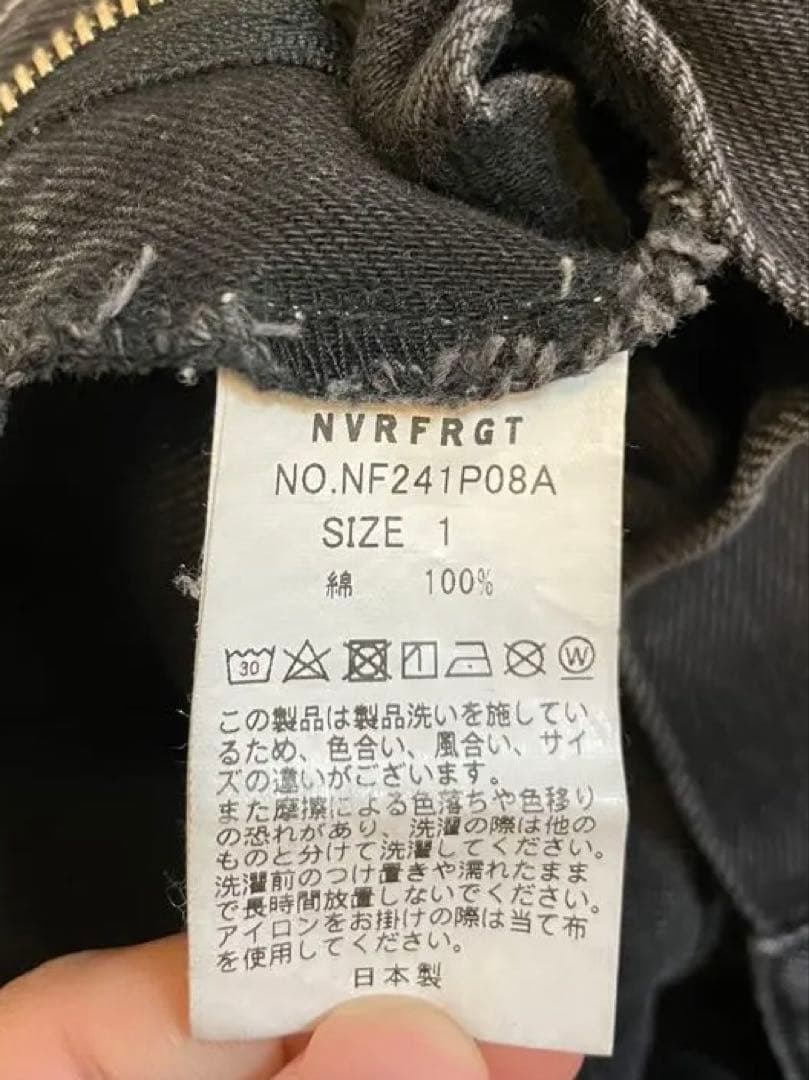 NVRFRGT
NO.NF241P08A
SIZE 1
綿 100%
30 W
この製品は製品洗いを施してい
るため、色合い、風合い、サイ
ズの違いがございます。
また摩擦による色落ちや色移り
の恐れがあり、洗濯の際は他の
ものと分けて洗濯してください。
洗濯前のつけ置きや濡れたまま
で長時間放置しないでください。
アイロンをお掛けの際は当て布
を使用してください。
日本製